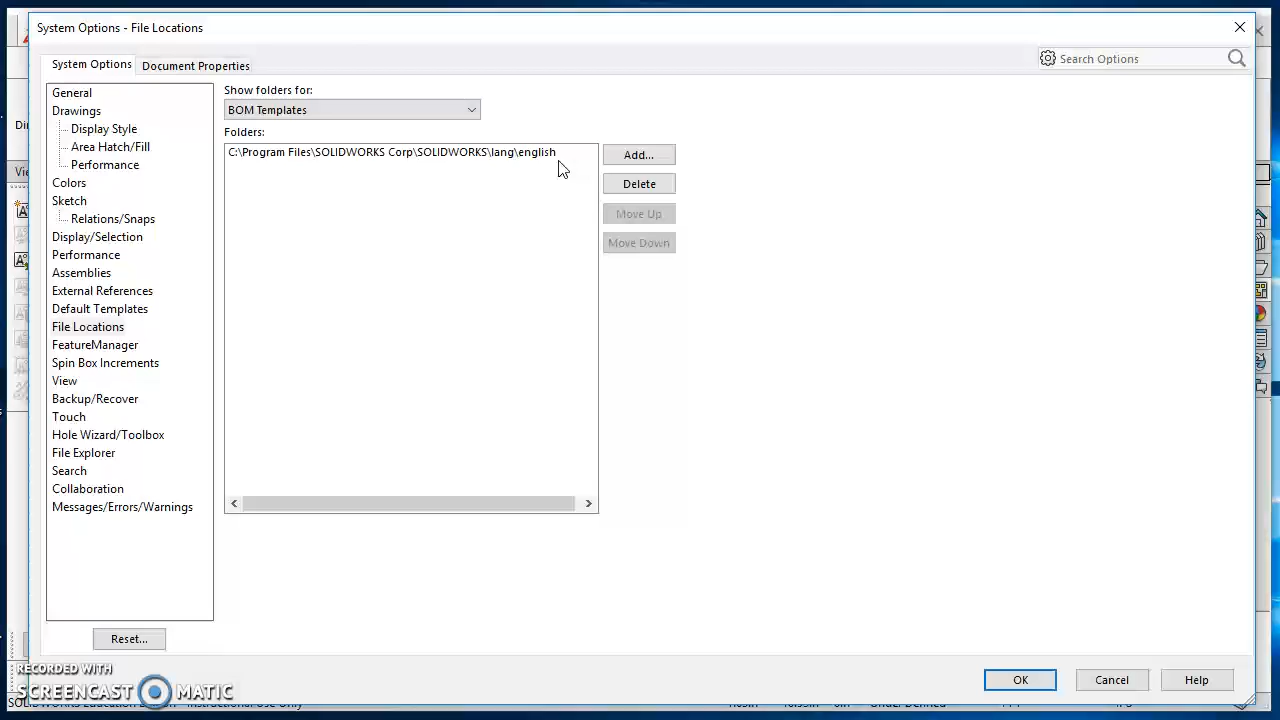 System Options - File Locations
System Options
Document Properties
Search Options
General
Drawings
Display Style
Area Hatch/Fill
Performance
Colors
Sketch
Relations/Snaps
Display/Selection
Performance
Assemblies
External References
Default Templates
File Locations
FeatureManager
Spin Box Increments
View
Backup/Recover
Touch
Hole Wizard/Toolbox
File Explorer
Search
Collaboration
Messages/Errors/Warnings
Reset...
Show folders for:
BOM Templates
Folders:
C:\Program Files\SOLIDWORKS Corp\SOLIDWORKS\lang\english
Add...
Delete
Move Up
Move Down
OK
Cancel
Help
RECORDED WITH
SCREENCAST MATIC